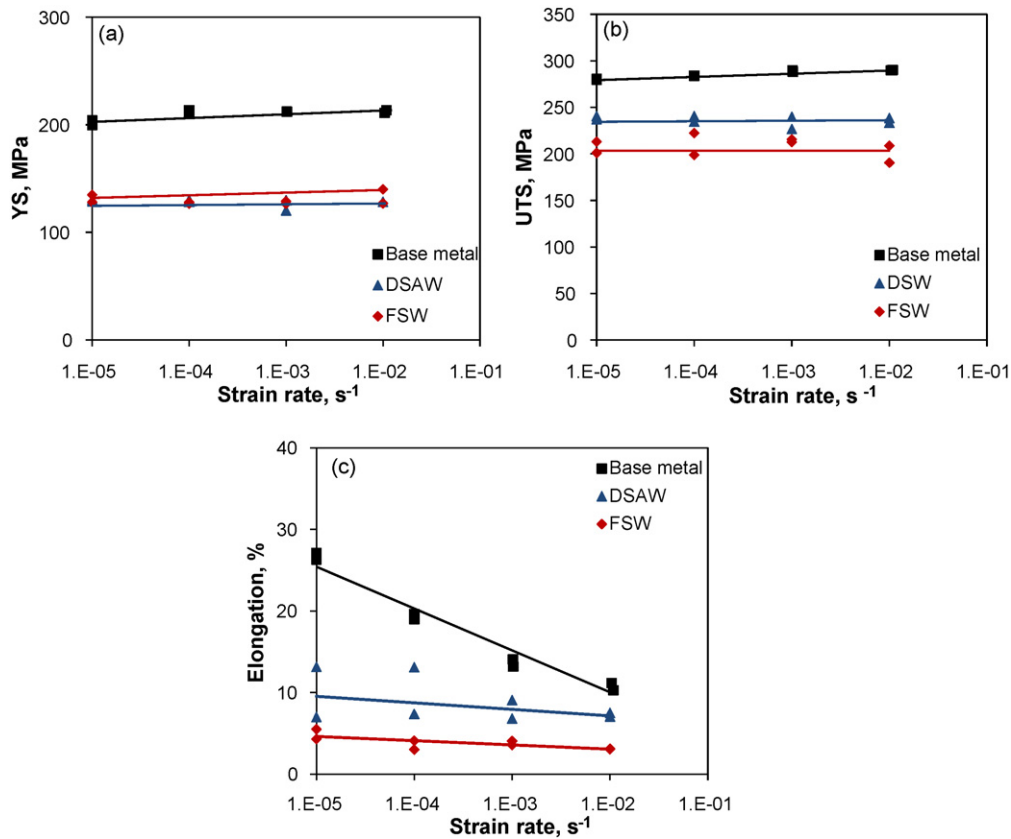 (a)
300
200
100
0
YS, MPa
Base metal
DSAW
FSW
1.E-05 1.E-04 1.E-03 1.E-02 1.E-01
Strain rate, s-1
(b)
350
300
250
200
150
100
50
0
UTS, MPa
Base metal
DSW
FSW
1.E-05 1.E-04 1.E-03 1.E-02 1.E-01
Strain rate, s -1
(c)
40
30
20
10
0
Elongation, %
Base metal
DSAW
FSW
1.E-05 1.E-04 1.E-03 1.E-02 1.E-01
Strain rate, s-1